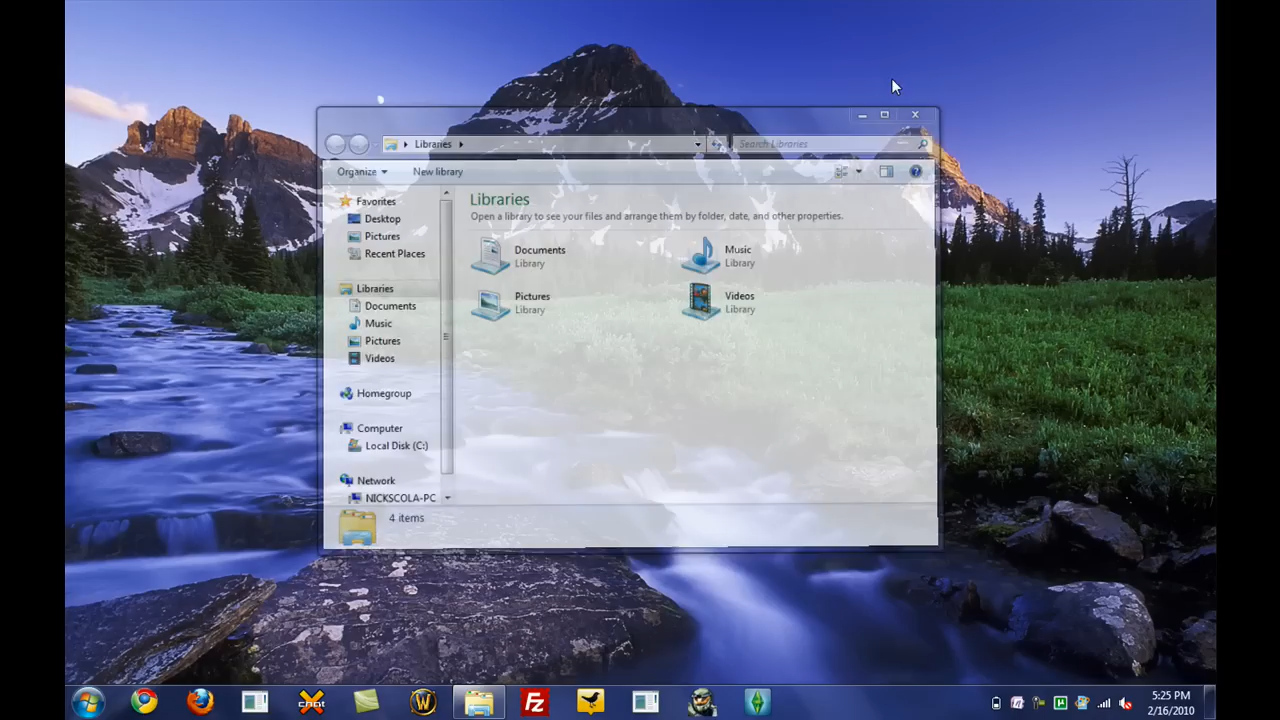 Libraries
Search Libraries
Organize
New library
Favorites
Desktop
Pictures
Recent Places
Libraries
Documents
Music
Pictures
Videos
Homegroup
Computer
Local Disk (C:)
Network
NICKSCOLA-PC
Libraries
Open a library to see your files and arrange them by folder, date, and other properties.
Documents
Library
Music
Library
Pictures
Library
Videos
Library
4 items
chat
W
Fz
5:25 PM
2/16/2010